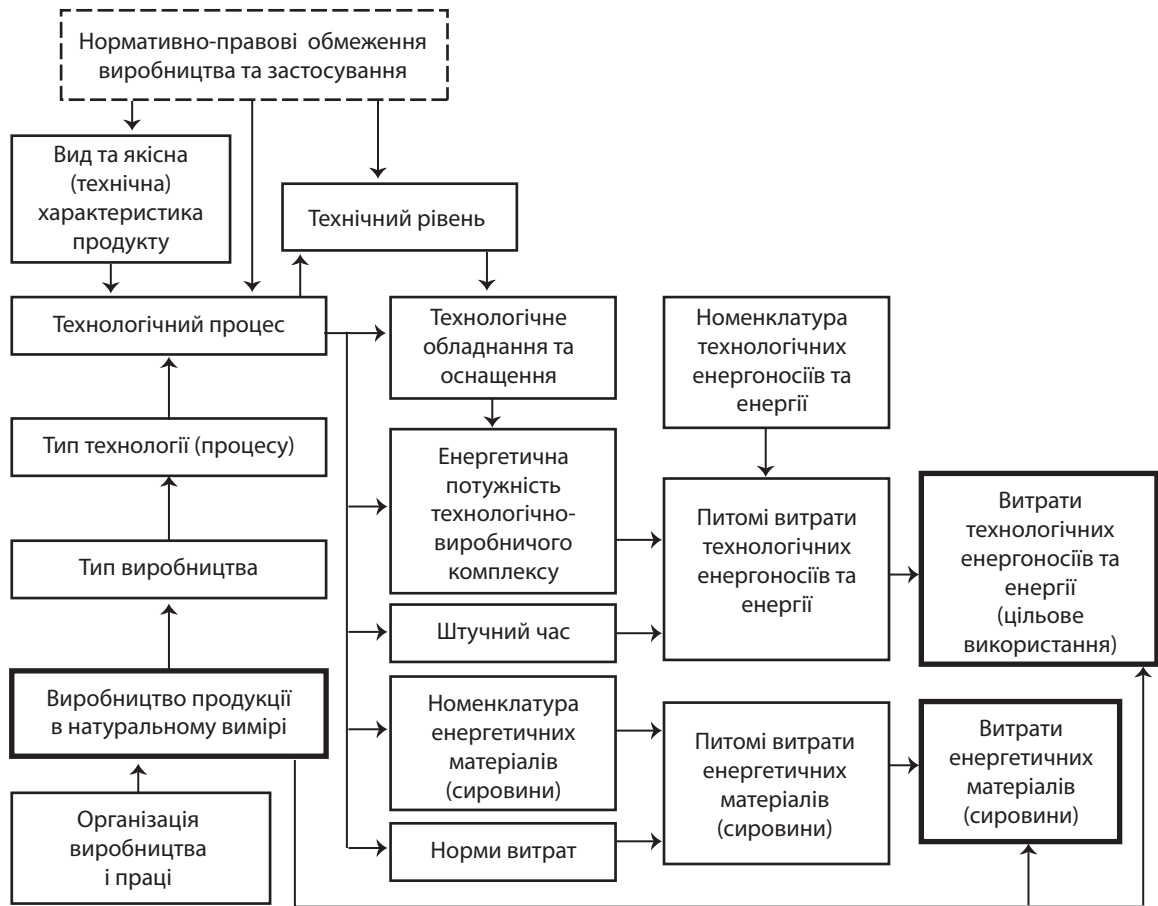 Нормативно-правові обмеження
виробництва та застосування
Вид та якісна
(технічна)
характеристика
продукту
Технічний рівень
Технологічний процес
Технологічне
обладнання та
оснащення
Номенклатура
технологічних
енергоносіїв та
енергії
Тип технології (процесу)
Енергетична
потужність
технологічно-
виробничого
комплексу
Питомі витрати
технологічних
енергоносіїв та
енергії
Витрати
технологічних
енергоносіїв та
енергії
(цільове
використання)
Тип виробництва
Штучний час
Виробництво продукції
в натуральному вимірі
Номенклатура
енергетичних
матеріалів
(сировини)
Питомі витрати
енергетичних
матеріалів
(сировини)
Витрати
енергетичних
матеріалів
(сировини)
Організація
виробництва
і праці
Норми витрат